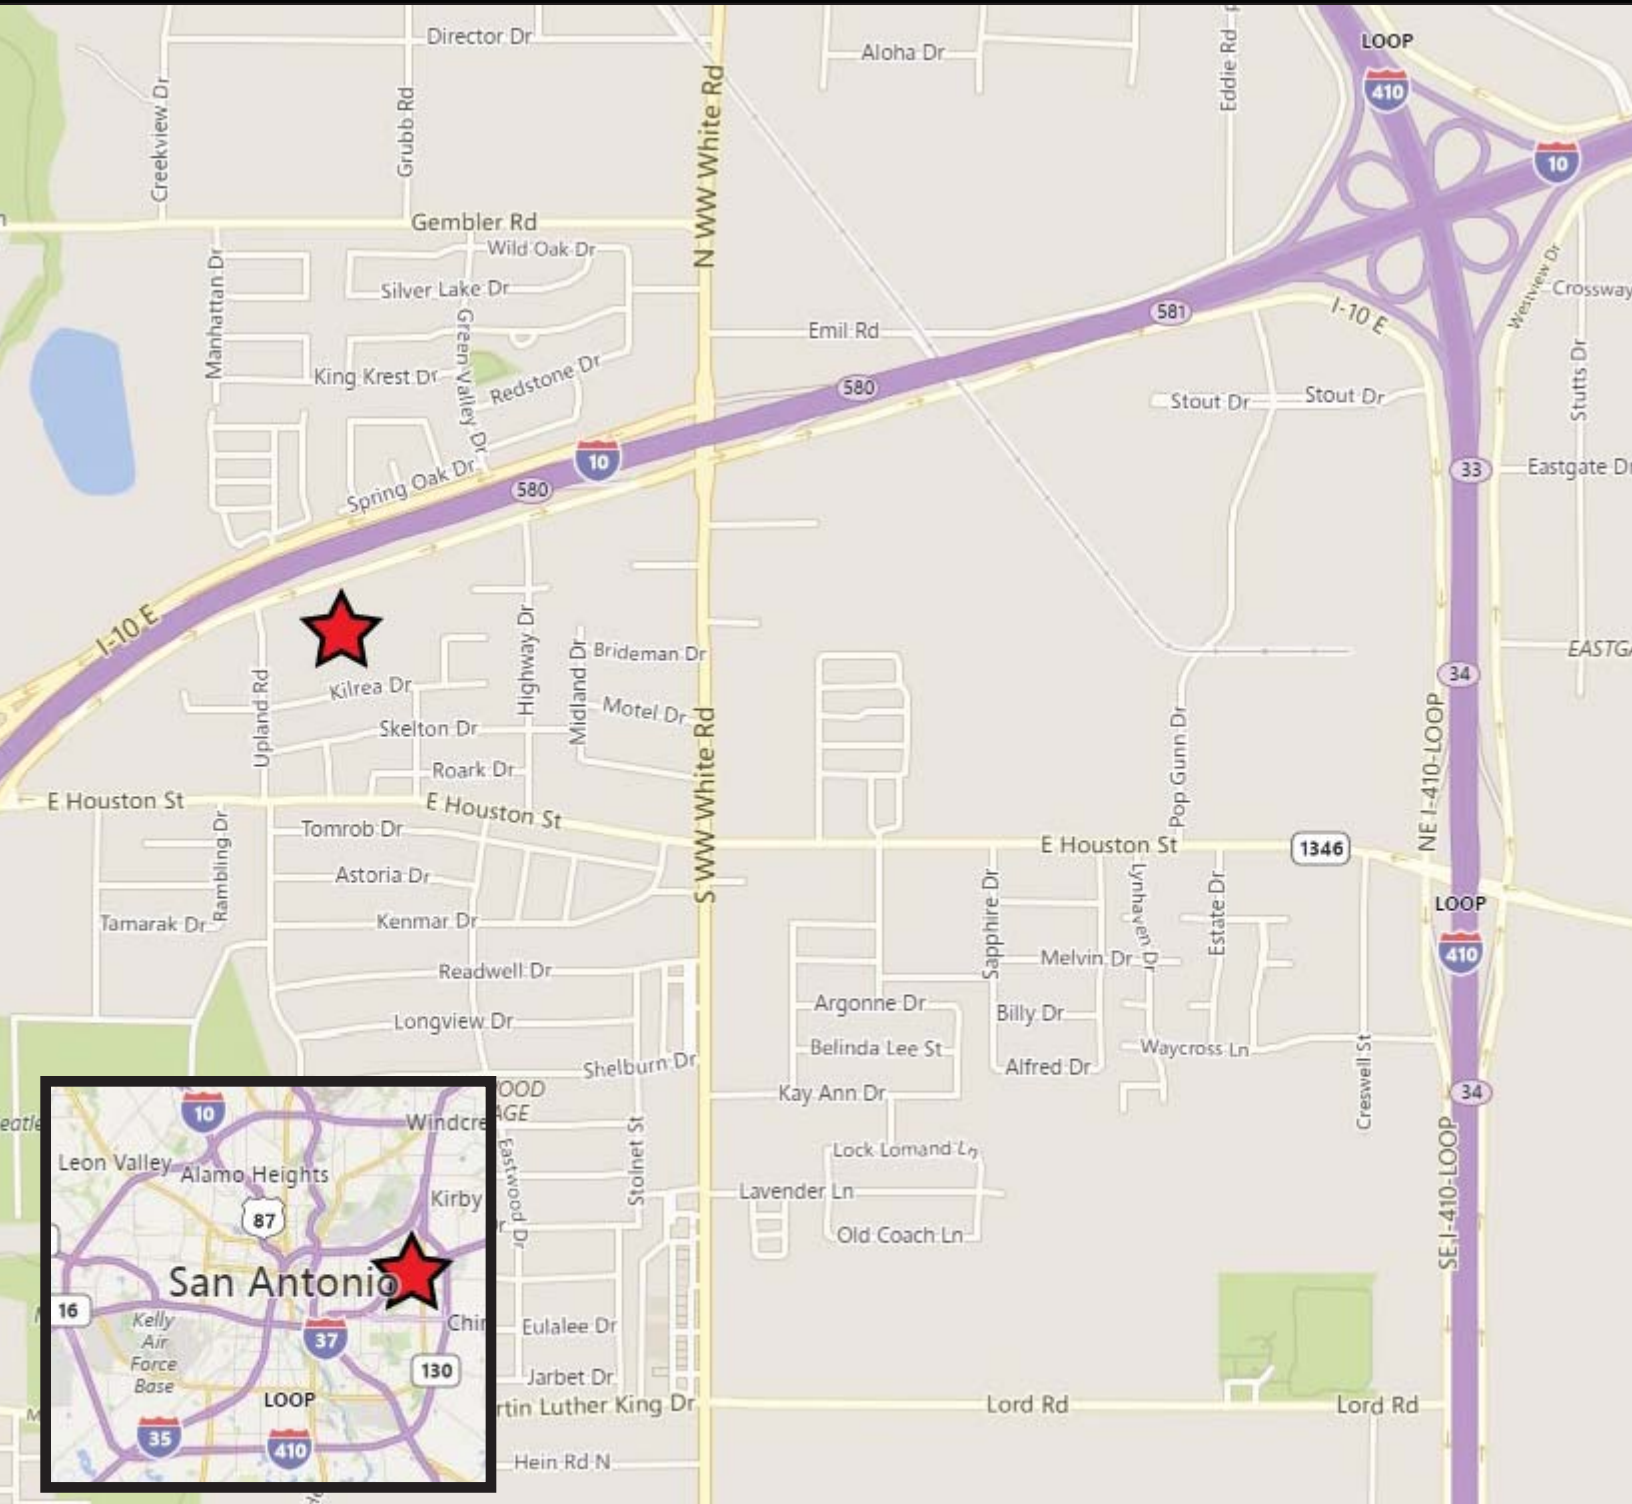 LOOP
410
10
Director Dr
Aloha Dr
Eddie Rd
Creekview Dr
Grubb Rd
N WW White Rd
Gembler Rd
Wild Oak Dr
Silver Lake Dr
Manhattan Dr
Green Valley Dr
King Krest Dr
Redstone Dr
Spring Oak Dr
Emil Rd
581
I-10 E
580
10
580
Westview Dr
Crossway
Stutts Dr
Stout Dr
Stout Dr
33
Eastgate Dr
I-10 E
Highway Dr
Midland Dr
Brideman Dr
Upland Rd
Kilrea Dr
Motel Dr
Skelton Dr
Roark Dr
S WW White Rd
Pop Gunn Dr
34
EASTGA
NE I-410-LOOP
E Houston St
E Houston St
E Houston St
1346
Tomrob Dr
Rambling Dr
Astoria Dr
Tamarak Dr
Kenmar Dr
Readwell Dr
Longview Dr
Shelburn Dr
Sapphire Dr
Lynhaven Dr
Estate Dr
Melvin Dr
LOOP
410
Argonne Dr
Billy Dr
Belinda Lee St
Alfred Dr
Waycross Ln
Creswell St
Kay Ann Dr
34
Lock Lomand Ln
Lavender Ln
Old Coach Ln
SE I-410-LOOP
OOD
AGE
Eastwood Dr
Stolnet St
Eulalee Dr
Jarbet Dr
rtin Luther King Dr
Lord Rd
Lord Rd
Hein Rd N
10
Windcre
Leon Valley
Alamo Heights
Kirby
87
San Antonio
16
Kelly
Air
Force
Base
37
Chin
130
LOOP
35
410